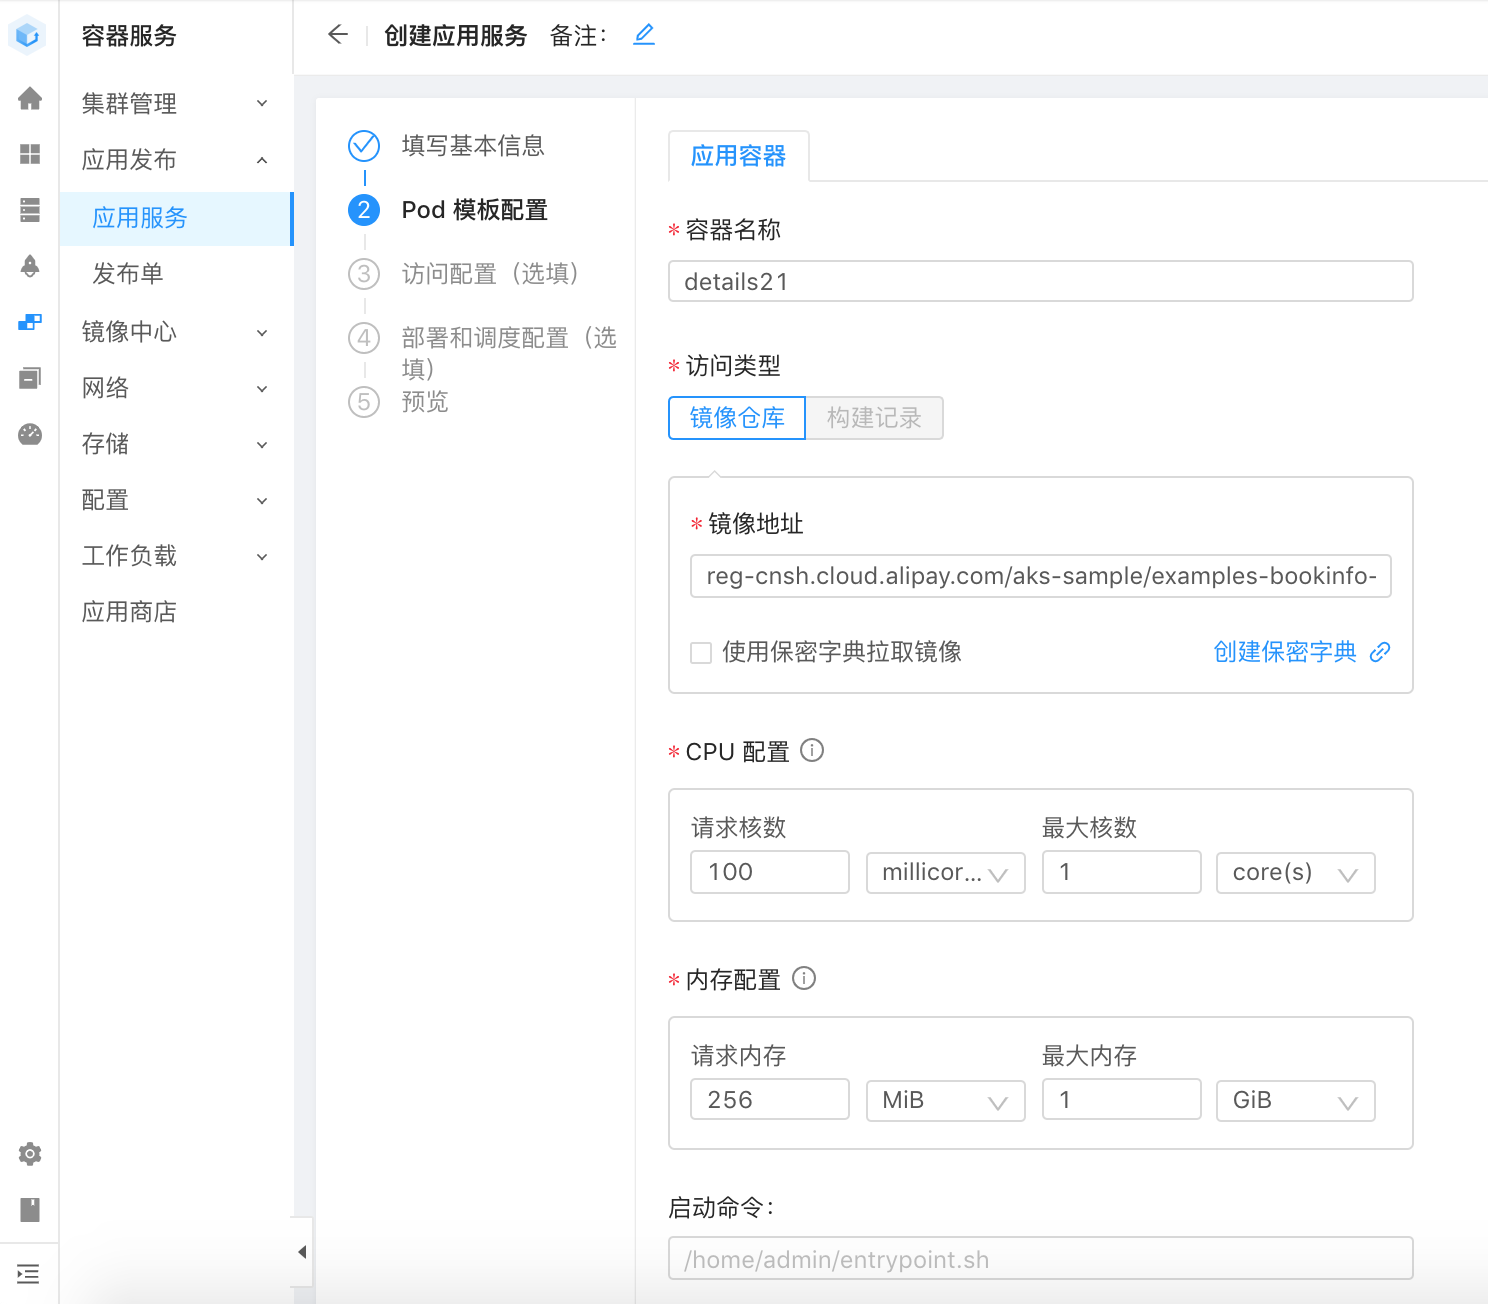 容器服务
集群管理
应用发布
应用服务
发布单
镜像中心
网络
存储
配置
工作负载
应用商店
创建应用服务 备注：
填写基本信息
2 Pod 模板配置
3 访问配置（选填）
4 部署和调度配置（选
填）
5 预览
应用容器
* 容器名称
details21
* 访问类型
镜像仓库 构建记录
* 镜像地址
reg-cnsh.cloud.alipay.com/aks-sample/examples-bookinfo-
使用保密字典拉取镜像 创建保密字典
* CPU 配置
请求核数 最大核数
100 millicor... 1 core(s)
* 内存配置
请求内存 最大内存
256 MiB 1 GiB
启动命令：
/home/admin/entrypoint.sh